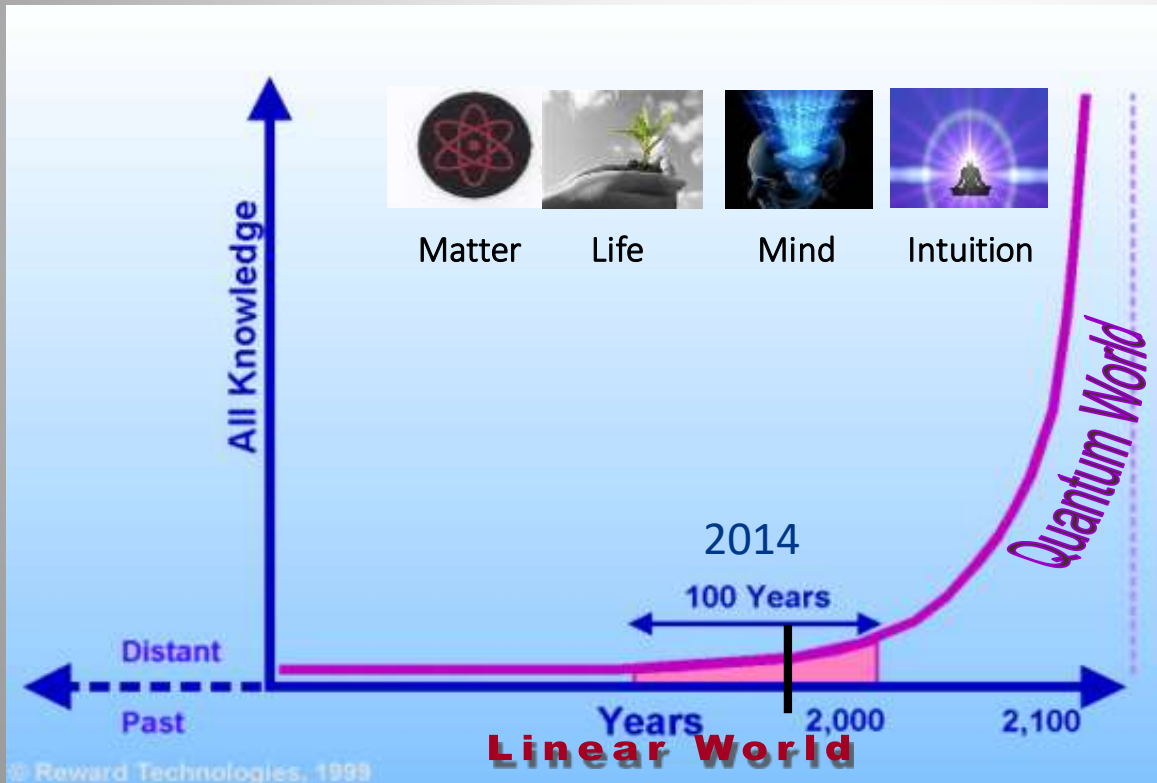 Matter Life Mind Intuition
All Knowledge
Quantum World
2014
100 Years
Distant
Past
Years 2,000 2,100
Linear World
© Reward Technologies, 1999